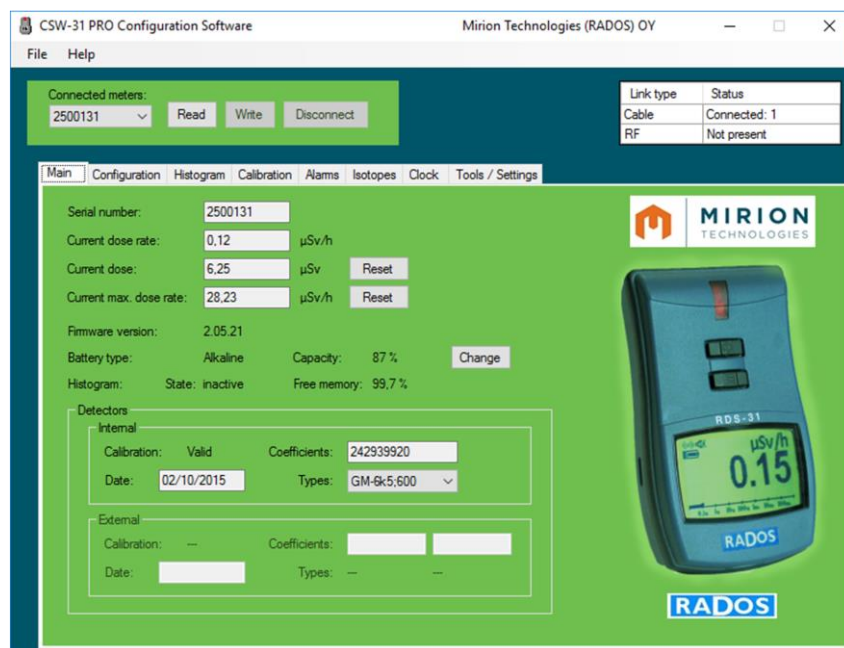 CSW-31 PRO Configuration Software Mirion Technologies (RADOS) OY
File Help
Connected meters:
2500131 Read Write Disconnect
Link type Status
Cable Connected: 1
RF Not present
Main Configuration Histogram Calibration Alarms Isotopes Clock Tools / Settings
Serial number: 2500131
Current dose rate: 0,12 µSv/h
Current dose: 6,25 µSv Reset
Current max. dose rate: 28,23 µSv/h Reset
Firmware version: 2.05.21
Battery type: Alkaline Capacity: 87 % Change
Histogram: State: inactive Free memory: 99,7 %
Detectors
Internal
Calibration: Valid Coefficients: 242939920
Date: 02/10/2015 Types: GM-6k5;600
External
Calibration: --- Coefficients:
Date: Types: --- ---
MIRION
TECHNOLOGIES
RDS-31
µSv/h
0.15
RADOS
RADOS